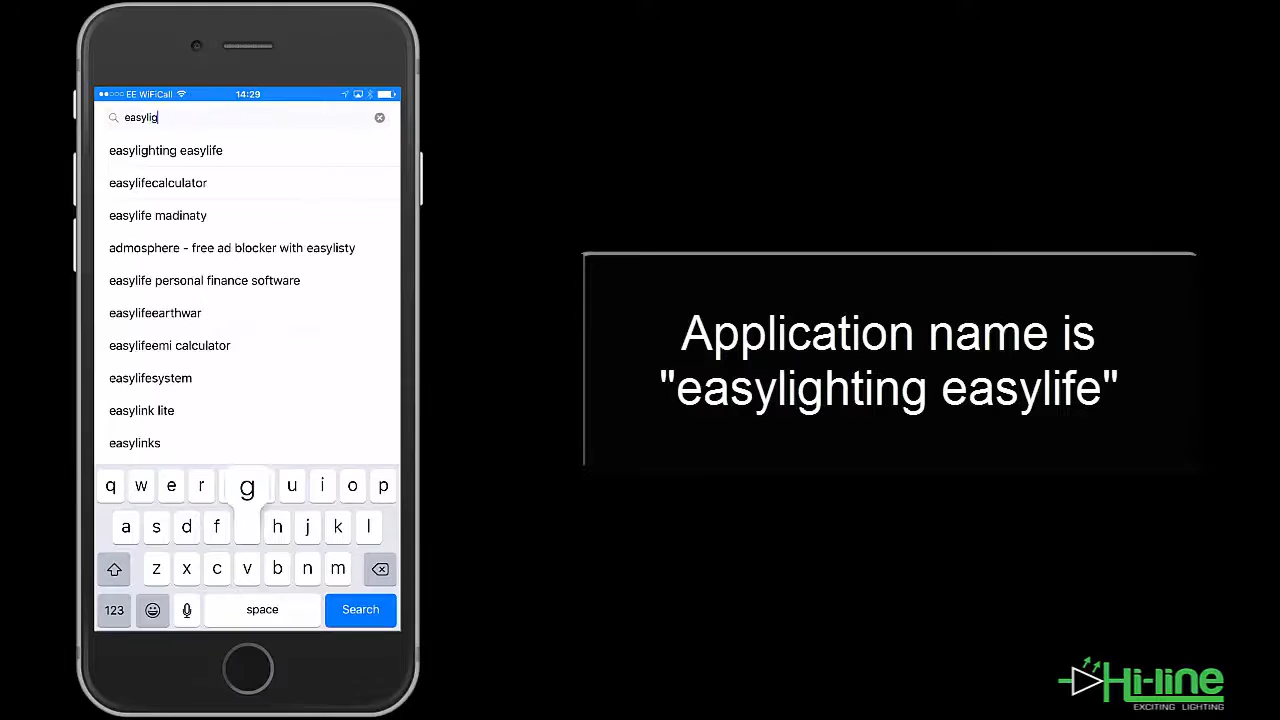 EE WiFiCall 14:29
easylig
easylighting easylife
easylifecalculator
easylife madinaty
admosphere - free ad blocker with easylisty
easylife personal finance software
easylifeearthwar
easylifeemi calculator
easylifesystem
easylink lite
easylinks
q w e r g u i o p
a s d f h j k l
z x c v b n m
123 space Search
Application name is
"easylighting easylife"
Hi-line
EXCITING LIGHTING